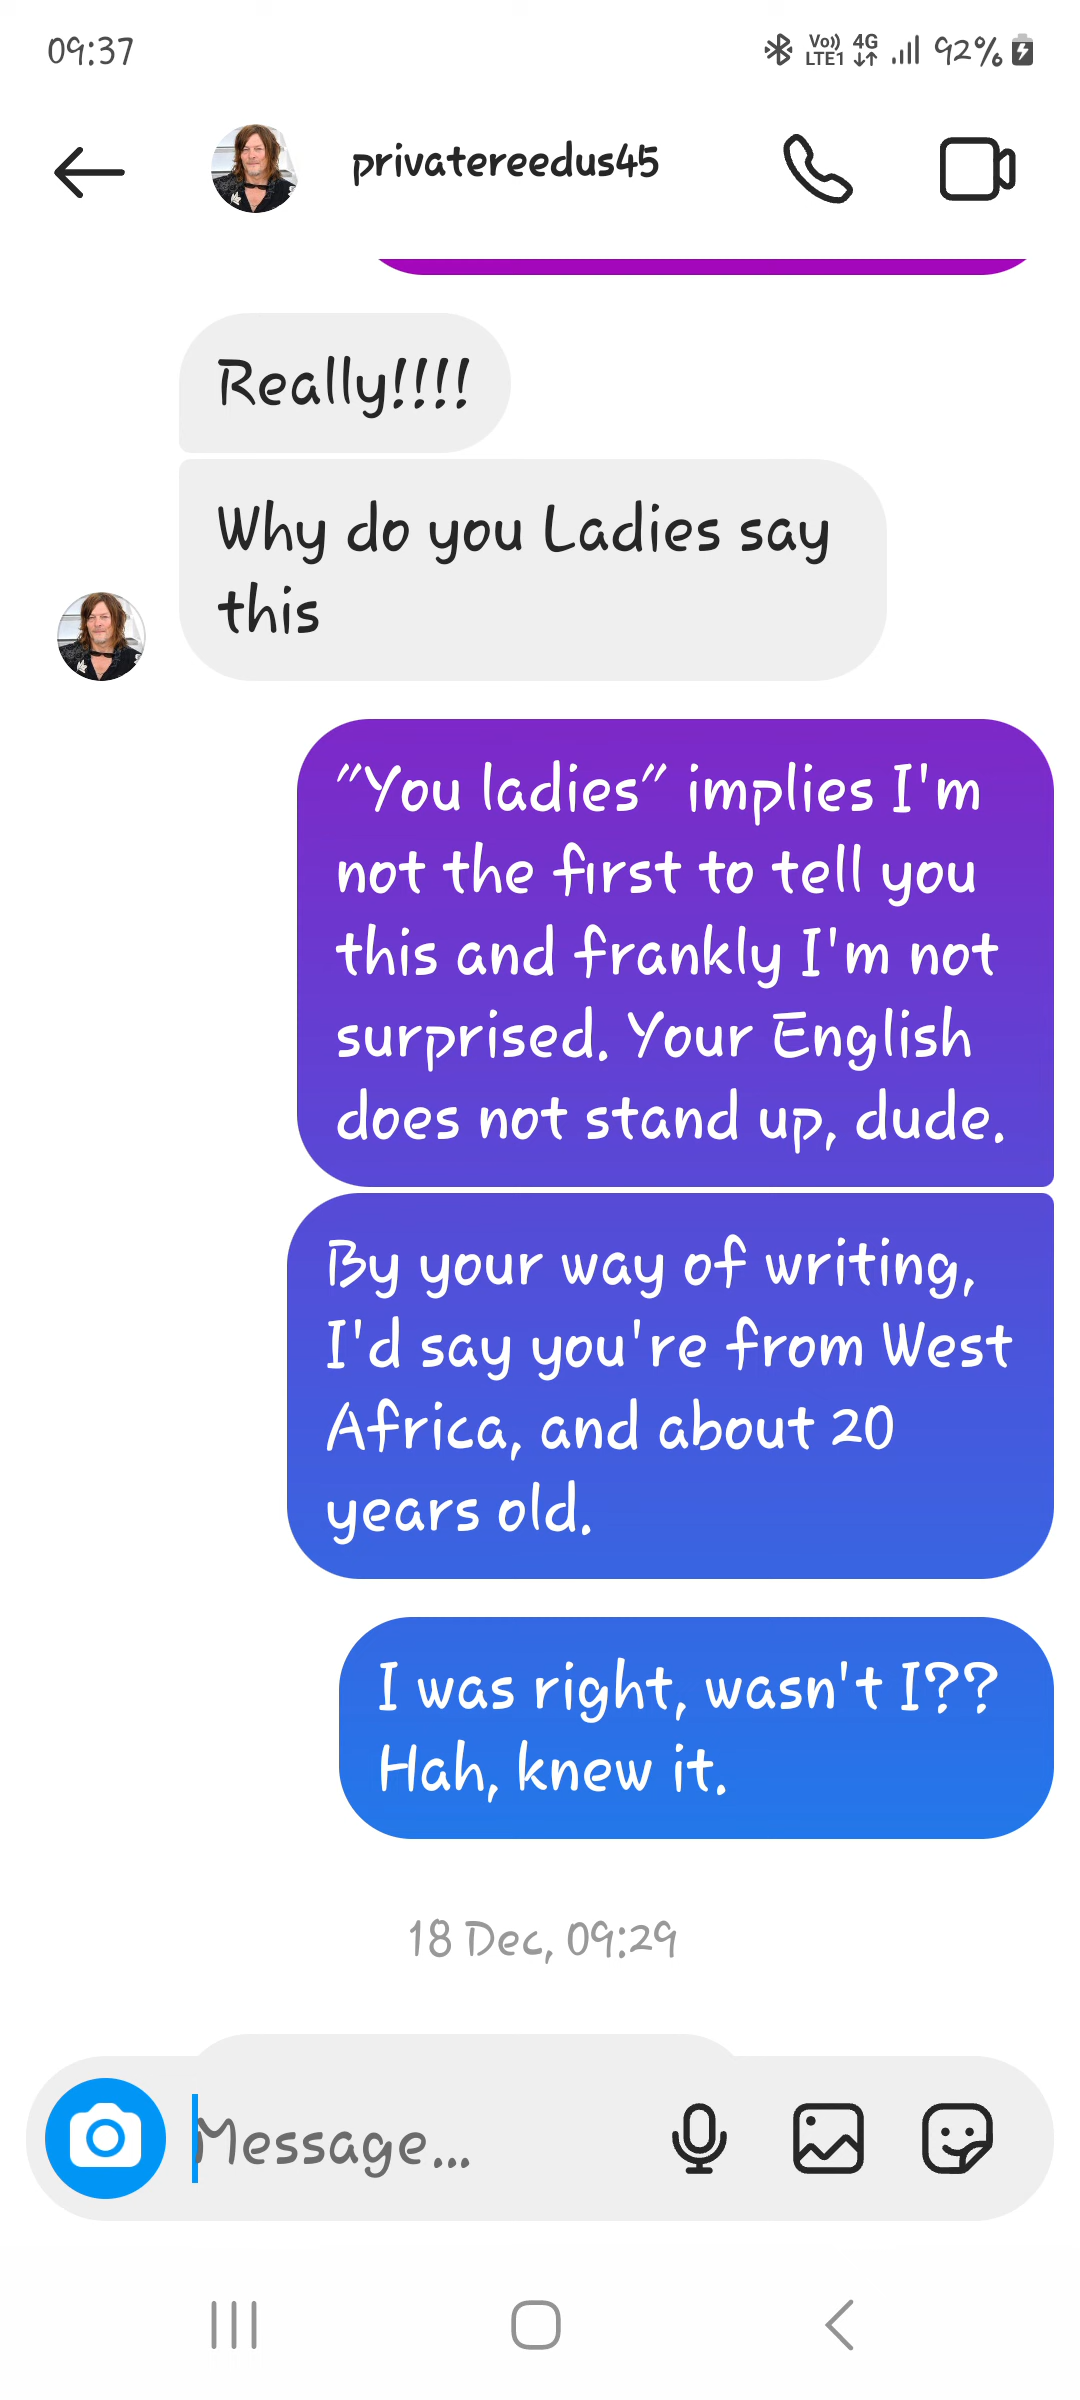 09:37
Vo)) LTE1 4G 92%
privatereedus45
Really!!!!
Why do you Ladies say
this
"You ladies" implies I'm
not the first to tell you
this and frankly I'm not
surprised. Your English
does not stand up, dude.
By your way of writing,
I'd say you're from West
Africa, and about 20
years old.
I was right, wasn't I??
Hah, knew it.
18 Dec, 09:29
Message...